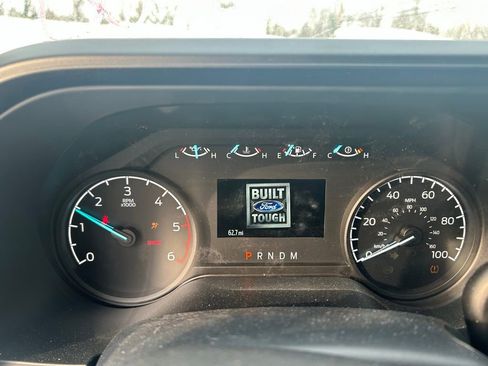 L H C H E F C H
BUILT
Ford
TOUGH
62.7 mi
P R N D M
0 1 2 3 4 5 6
RPM
x1000
0 20 40 60 80 100
MPH
km/h